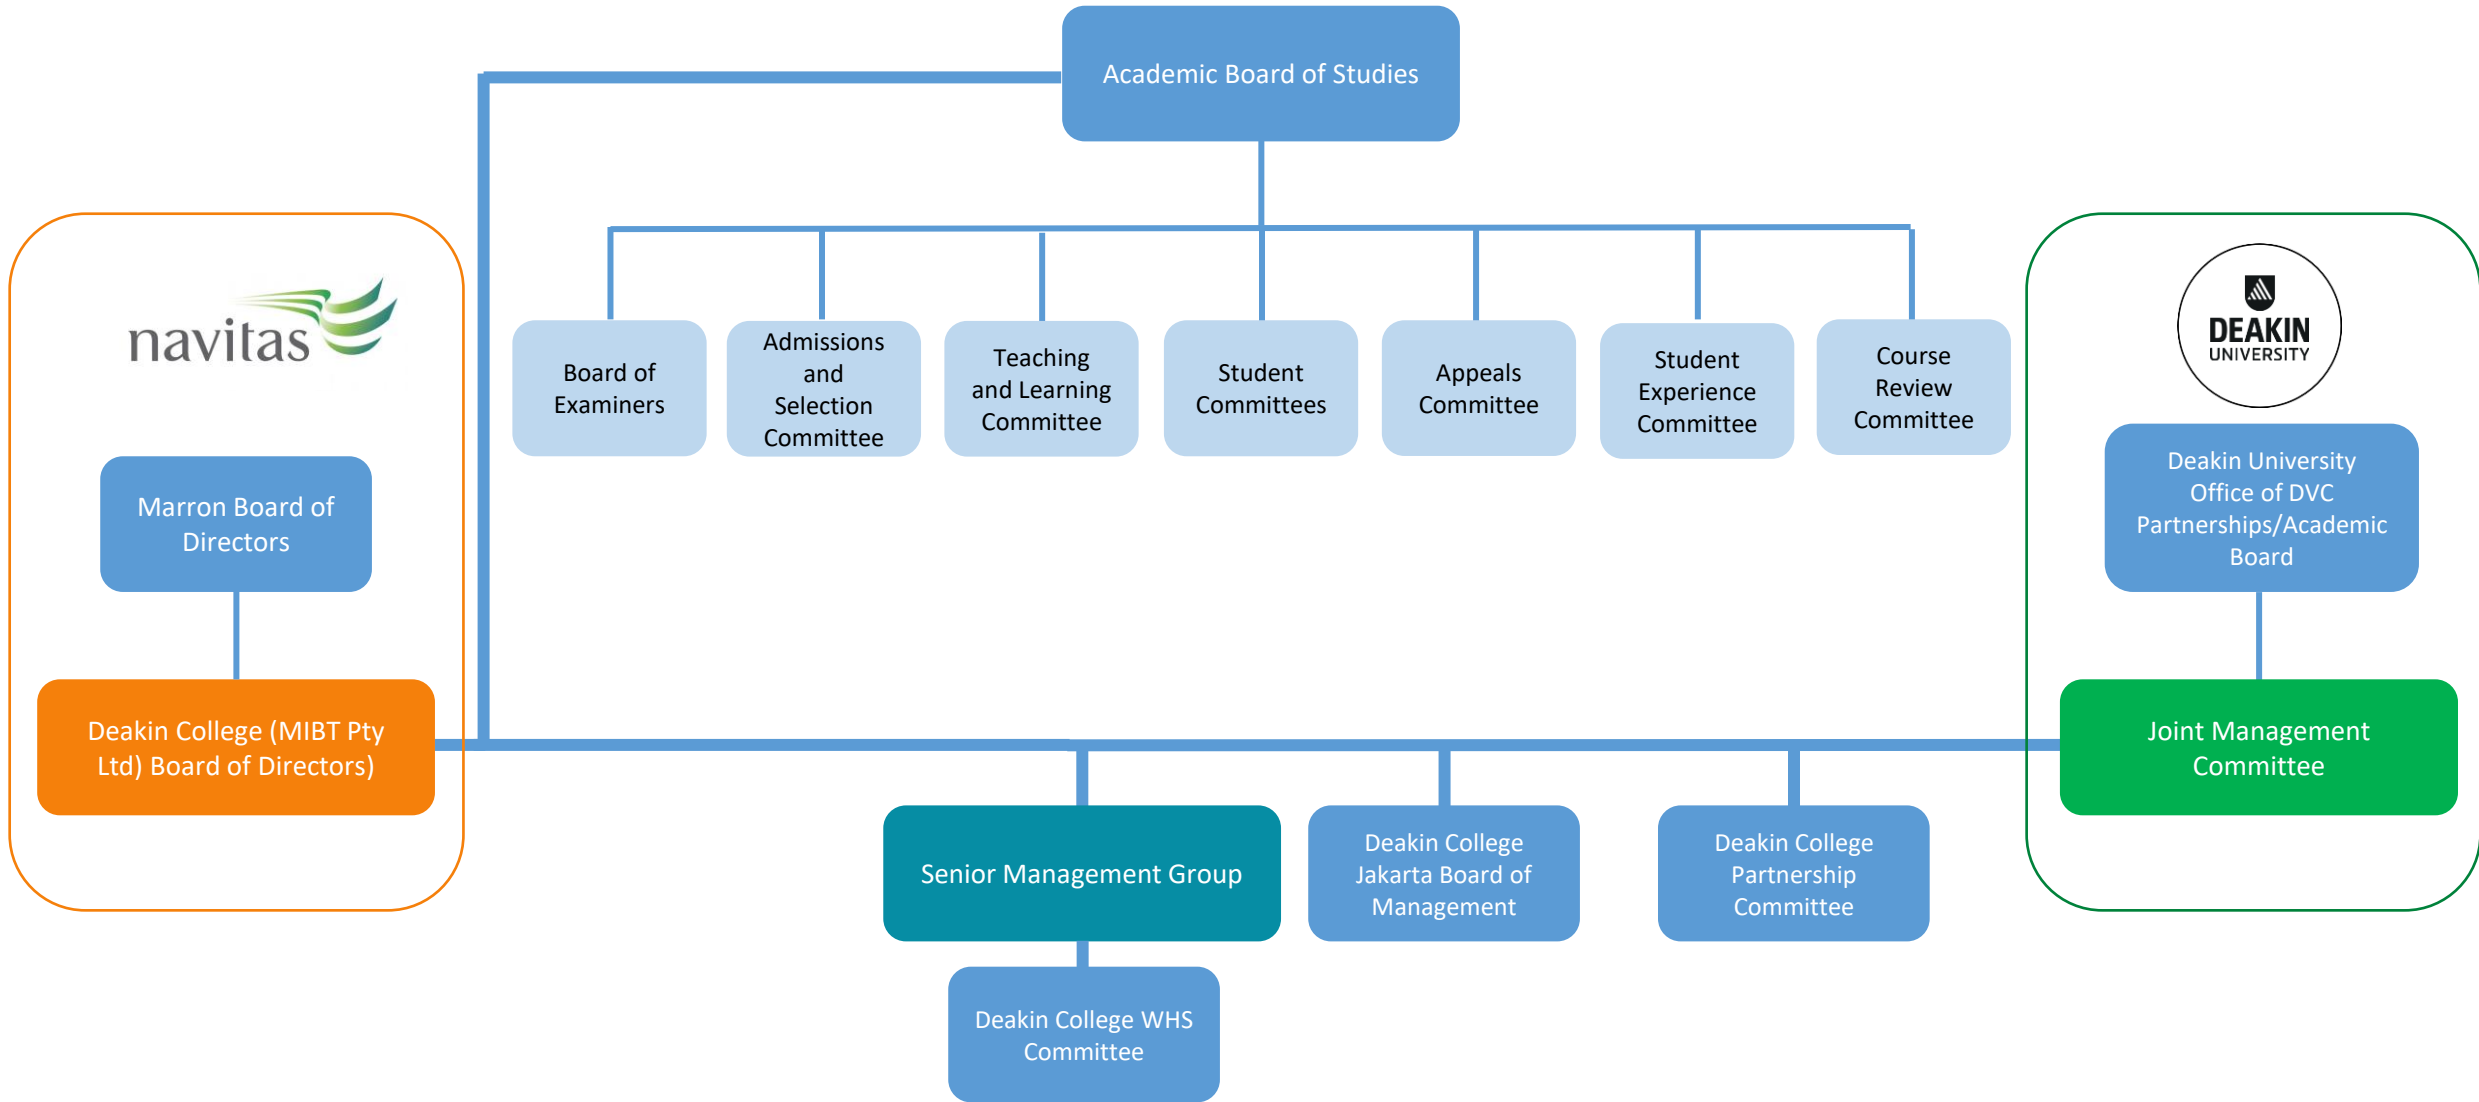 Academic Board of Studies
navitas
DEAKIN
UNIVERSITY
Board of
Examiners
Admissions
and
Selection
Committee
Teaching
and Learning
Committee
Student
Committees
Appeals
Committee
Student
Experience
Committee
Course
Review
Committee
Marron Board of
Directors
Deakin University
Office of DVC
Partnerships/Academic
Board
Deakin College (MIBT Pty
Ltd) Board of Directors)
Joint Management
Committee
Senior Management Group
Deakin College
Jakarta Board of
Management
Deakin College
Partnership
Committee
Deakin College WHS
Committee